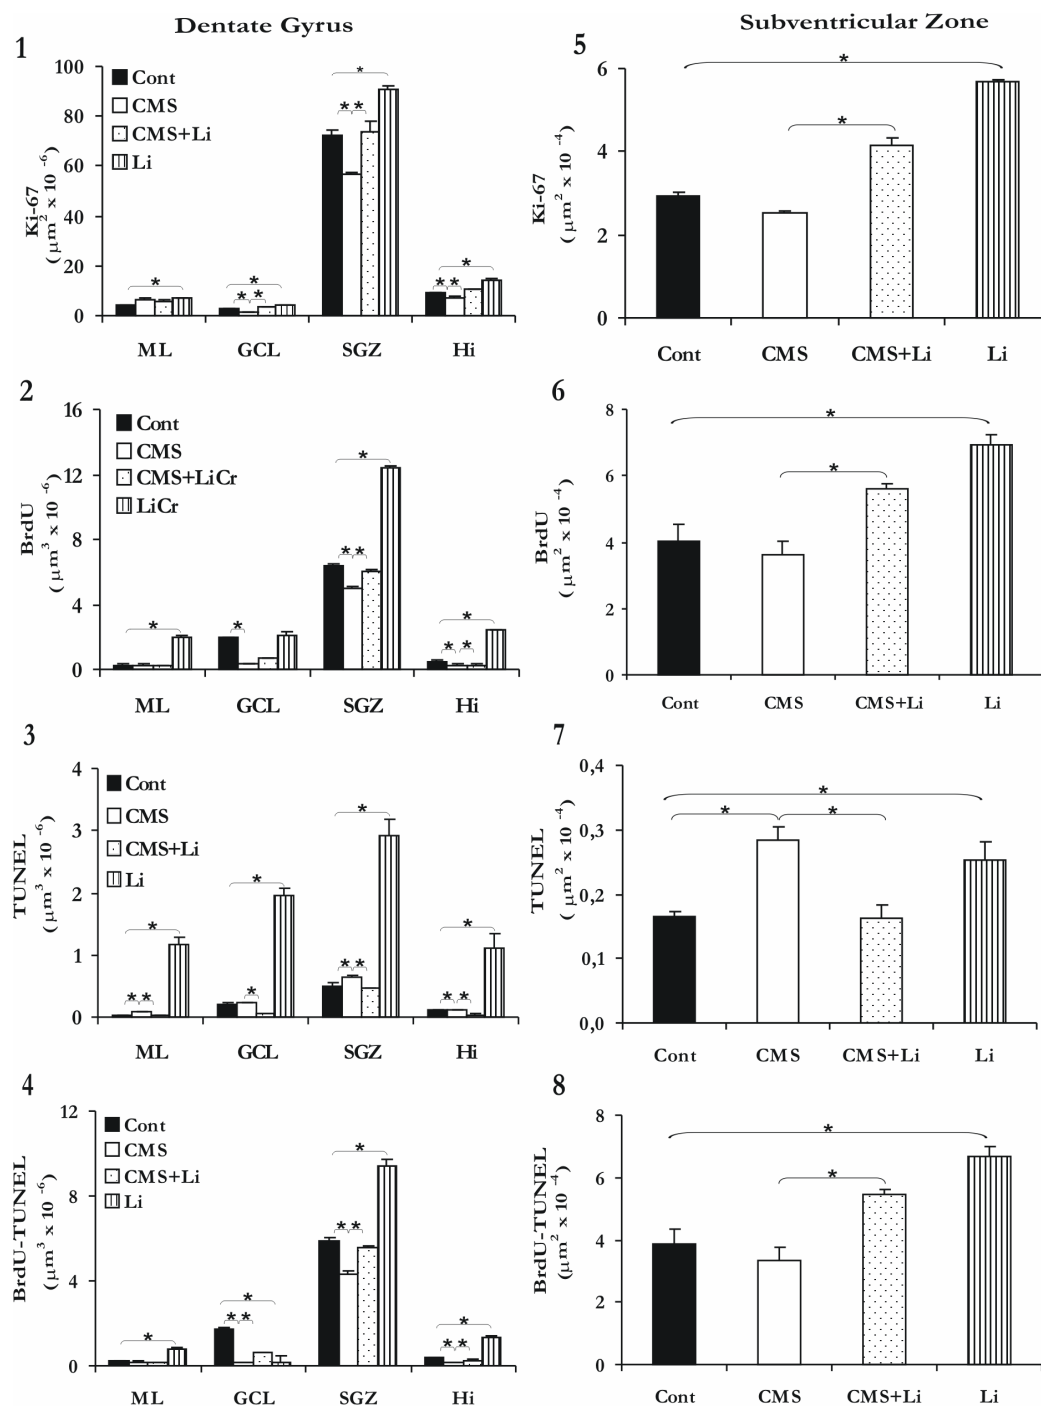 Dentate Gyrus
Subventricular Zone
1
Ki-67
(μm² x 10 -6)
100
80
60
40
20
0
Cont
CMS
CMS+Li
Li
* * * * * * * * * *
ML GCL SGZ Hi
5
Ki-67
(μm² x 10 -4)
6
4
2
0
* *
Cont CMS CMS+Li Li
2
BrdU
(μm³ x 10 -6)
16
12
8
4
0
Cont
CMS
CMS+LiCr
LiCr
* * * * * * * *
ML GCL SGZ Hi
6
BrdU
(μm² x 10 -4)
8
6
4
2
0
* *
Cont CMS CMS+Li Li
3
TUNEL
(μm³ x 10 -6)
4
3
2
1
0
Cont
CMS
CMS+Li
Li
* * * * * * * * * * *
ML GCL SGZ Hi
7
TUNEL
(μm² x 10 -4)
0,4
0,3
0,2
0,1
0,0
* * *
Cont CMS CMS+Li Li
4
BrdU-TUNEL
(μm³ x 10 -6)
12
8
4
0
Cont
CMS
CMS+Li
Li
* * * * * * * * * *
ML GCL SGZ Hi
8
BrdU-TUNEL
(μm² x 10 -4)
8
6
4
2
0
* *
Cont CMS CMS+Li Li